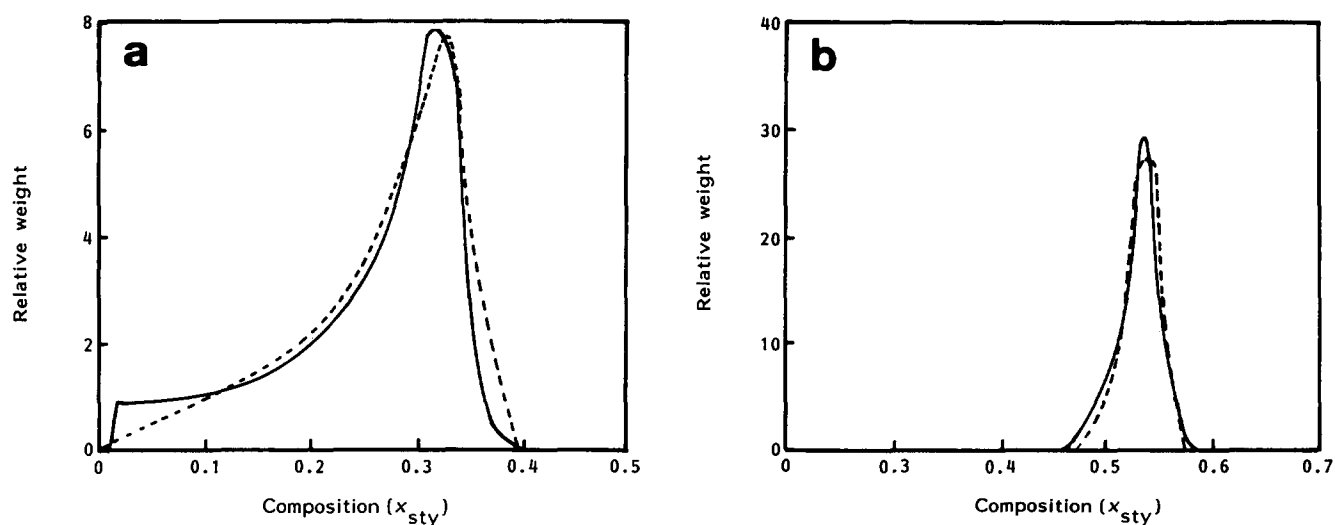 a
8
6
4
2
0
Relative weight
0 0.1 0.2 0.3 0.4 0.5
Composition (x_sty)
b
40
30
20
10
0
Relative weight
0 0.3 0.4 0.5 0.6 0.7
Composition (x_sty)